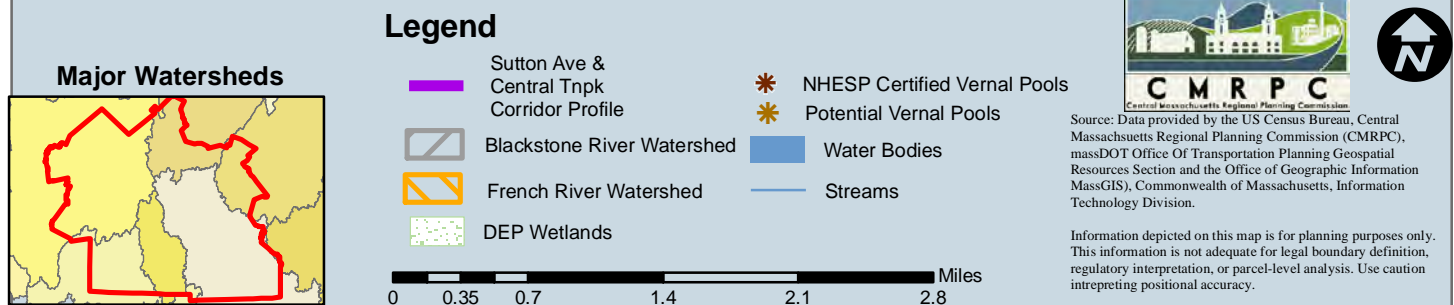 Legend
Major Watersheds
Sutton Ave &
Central Tnpk
Corridor Profile
Blackstone River Watershed
French River Watershed
DEP Wetlands
NHESP Certified Vernal Pools
Potential Vernal Pools
Water Bodies
Streams
Miles
0 0.35 0.7 1.4 2.1 2.8
C M R P C
Central Massachusetts Regional Planning Commission
N
Source: Data provided by the US Census Bureau, Central
Massachsuetts Regional Planning Commission (CMRPC),
massDOT Office Of Transportation Planning Geospatial
Resources Section and the Office of Geographic Information
MassGIS), Commonwealth of Massachusetts, Information
Technology Division.
Information depicted on this map is for planning purposes only.
This information is not adequate for legal boundary definition,
regulatory interpretation, or parcel-level analysis. Use caution
intrepreting positional accuracy.